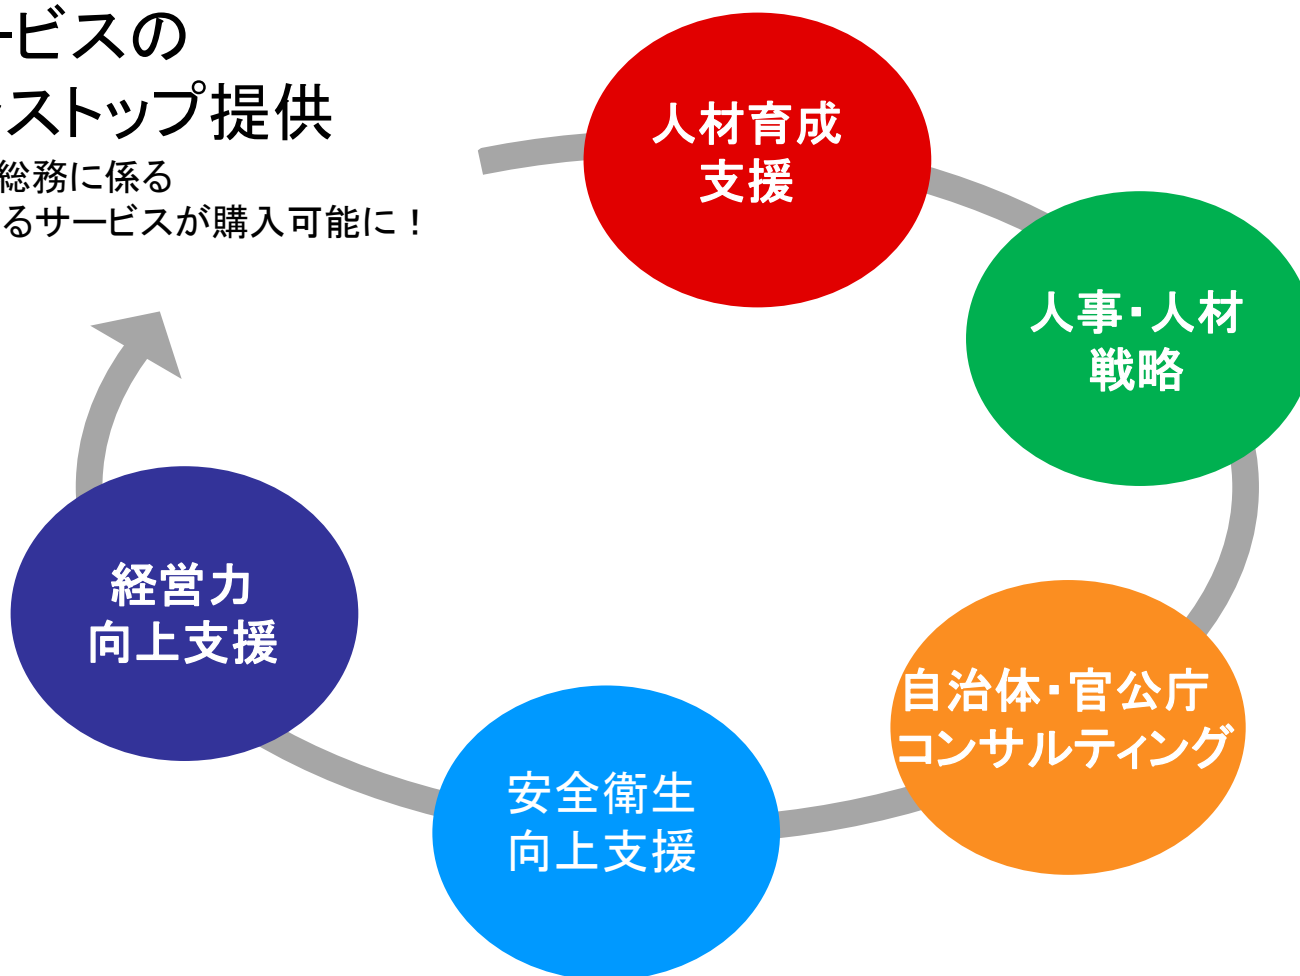 ービスの
ンストップ提供
総務に係る
るサービスが購入可能に！
人材育成
支援
人事・人材
戦略
自治体・官公庁
コンサルティング
安全衛生
向上支援
経営力
向上支援